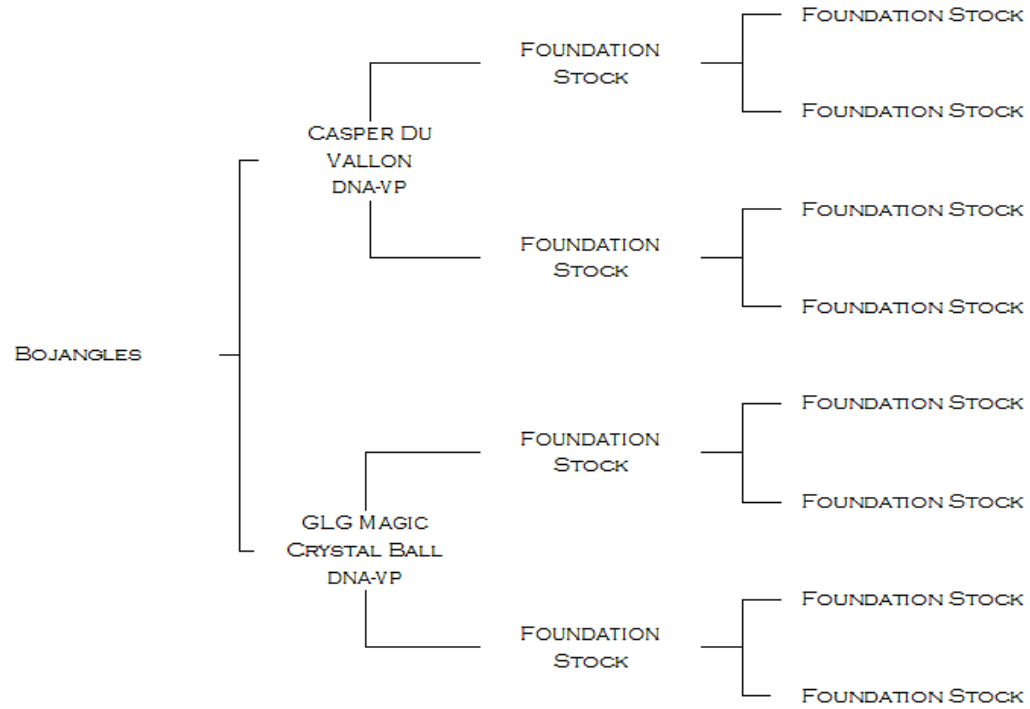 Foundation Stock
Foundation
Stock
Foundation Stock
Casper Du
Vallon
DNA-VP
Foundation Stock
Foundation
Stock
Foundation Stock
Bojangles
Foundation Stock
Foundation
Stock
Foundation Stock
GLG Magic
Crystal Ball
DNA-VP
Foundation Stock
Foundation
Stock
Foundation Stock